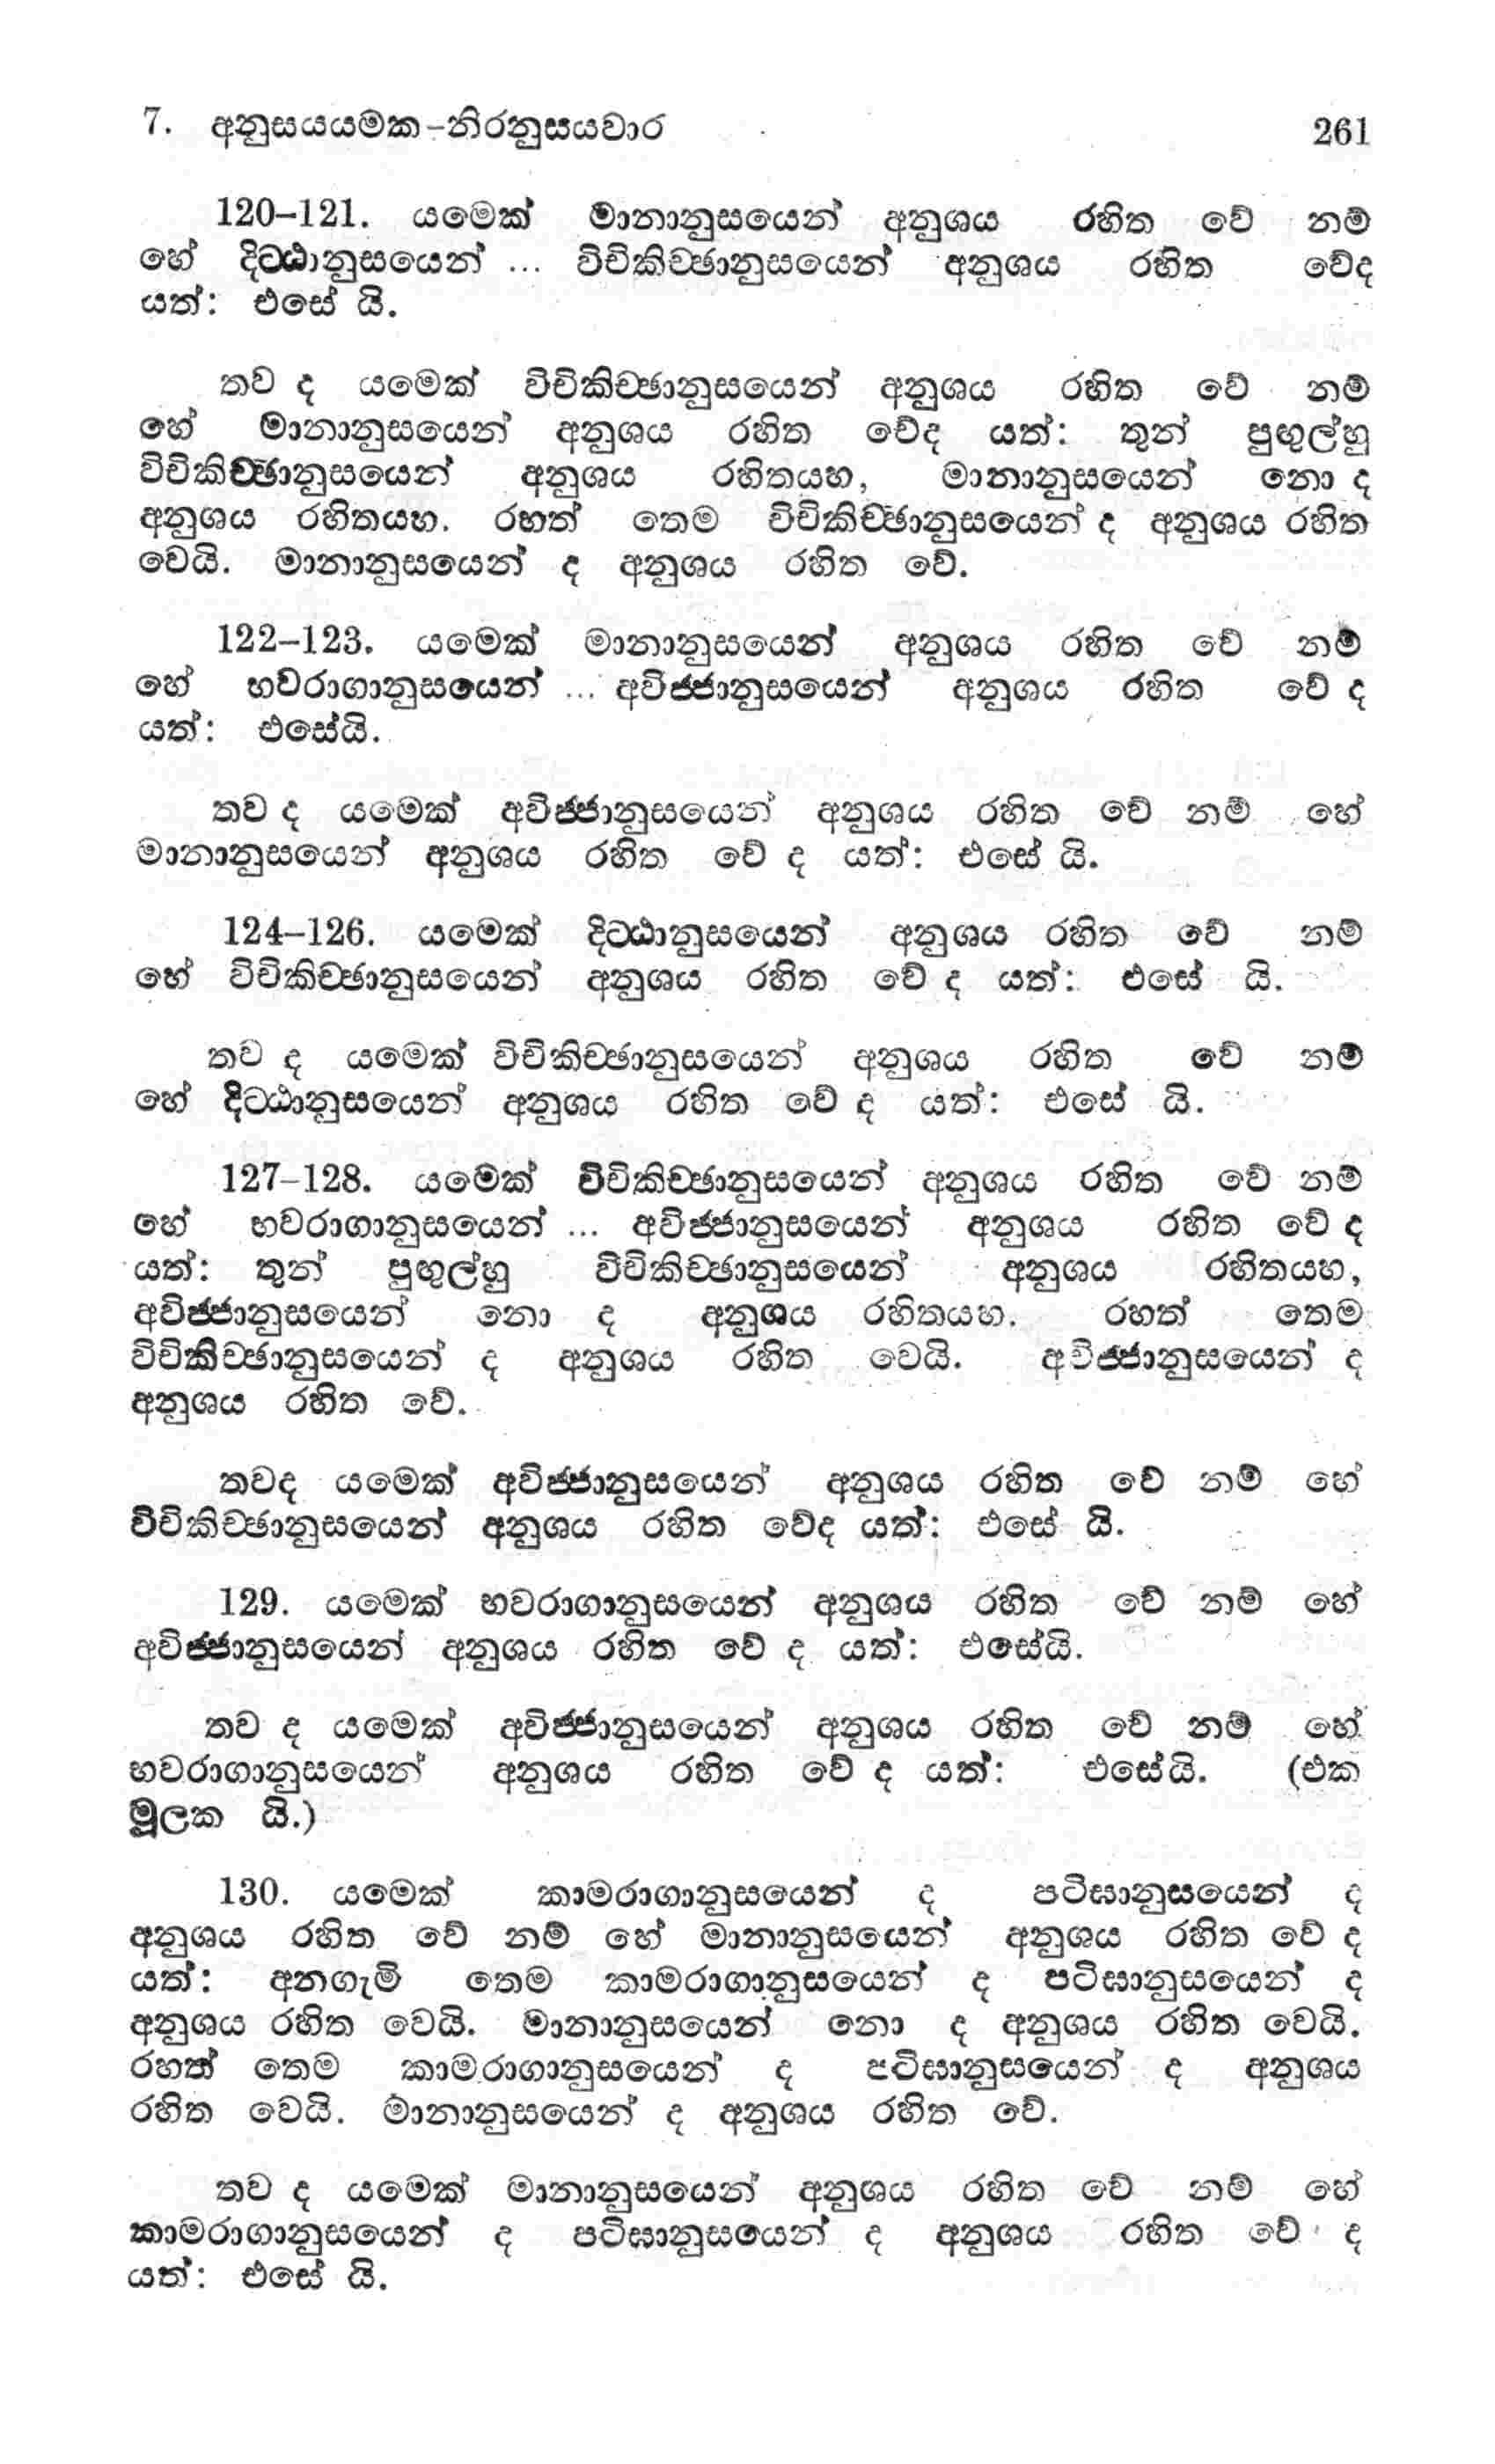 7. අනුසයයමක-නිරනුසයවාර 261
120-121. යමෙක් මානානුසයෙන් අනුශය රහිත වේ නම්
හේ දිට්ඨානුසයෙන් ... විචිකිච්ඡානුසයෙන් අනුශය රහිත වේද
යත්: එසේ යි.
තව ද යමෙක් විචිකිච්ඡානුසයෙන් අනුශය රහිත වේ නම්
හේ මානානුසයෙන් අනුශය රහිත වේද යත්: තුන් පුඟුල්හු
විචිකිච්ඡානුසයෙන් අනුශය රහිතයහ, මානානුසයෙන් නො ද
අනුශය රහිතයහ. රහත් තෙම විචිකිච්ඡානුසයෙන් ද අනුශය රහිත
වෙයි. මානානුසයෙන් ද අනුශය රහිත වේ.
122-123. යමෙක් මානානුසයෙන් අනුශය රහිත වේ නම්
හේ භවරාගානුසයෙන් ... අවිජ්ජානුසයෙන් අනුශය රහිත වේ ද
යත්: එසේයි.
තව ද යමෙක් අවිජ්ජානුසයෙන් අනුශය රහිත වේ නම් හේ
මානානුසයෙන් අනුශය රහිත වේ ද යත්: එසේ යි.
124-126. යමෙක් දිට්ඨානුසයෙන් අනුශය රහිත වේ නම්
හේ විචිකිච්ඡානුසයෙන් අනුශය රහිත වේ ද යත්: එසේ යි.
තව ද යමෙක් විචිකිච්ඡානුසයෙන් අනුශය රහිත වේ නම්
හේ දිට්ඨානුසයෙන් අනුශය රහිත වේ ද යත්: එසේ යි.
127-128. යමෙක් විචිකිච්ඡානුසයෙන් අනුශය රහිත වේ නම්
හේ භවරාගානුසයෙන් ... අවිජ්ජානුසයෙන් අනුශය රහිත වේ ද
යත්: තුන් පුඟුල්හු විචිකිච්ඡානුසයෙන් අනුශය රහිතයහ,
අවිජ්ජානුසයෙන් නො ද අනුශය රහිතයහ. රහත් තෙම
විචිකිච්ඡානුසයෙන් ද අනුශය රහිත වෙයි. අවිජ්ජානුසයෙන් ද
අනුශය රහිත වේ.
තවද යමෙක් අවිජ්ජානුසයෙන් අනුශය රහිත වේ නම් හේ
විචිකිච්ඡානුසයෙන් අනුශය රහිත වේද යත්: එසේ යි.
129. යමෙක් භවරාගානුසයෙන් අනුශය රහිත වේ නම් හේ
අවිජ්ජානුසයෙන් අනුශය රහිත වේ ද යත්: එසේයි.
තව ද යමෙක් අවිජ්ජානුසයෙන් අනුශය රහිත වේ නම් හේ
භවරාගානුසයෙන් අනුශය රහිත වේ ද යත්: එසේයි. (එක
මූලක යි.)
130. යමෙක් කාමරාගානුසයෙන් ද පටිඝානුසයෙන් ද
අනුශය රහිත වේ නම් හේ මානානුසයෙන් අනුශය රහිත වේ ද
යත්: අනගැමි තෙම කාමරාගානුසයෙන් ද පටිඝානුසයෙන් ද
අනුශය රහිත වෙයි. මානානුසයෙන් නො ද අනුශය රහිත වෙයි.
රහත් තෙම කාමරාගානුසයෙන් ද පටිඝානුසයෙන් ද අනුශය
රහිත වෙයි. මානානුසයෙන් ද අනුශය රහිත වේ.
තව ද යමෙක් මානානුසයෙන් අනුශය රහිත වේ නම් හේ
කාමරාගානුසයෙන් ද පටිඝානුසයෙන් ද අනුශය රහිත වේ ද
යත්: එසේ යි.